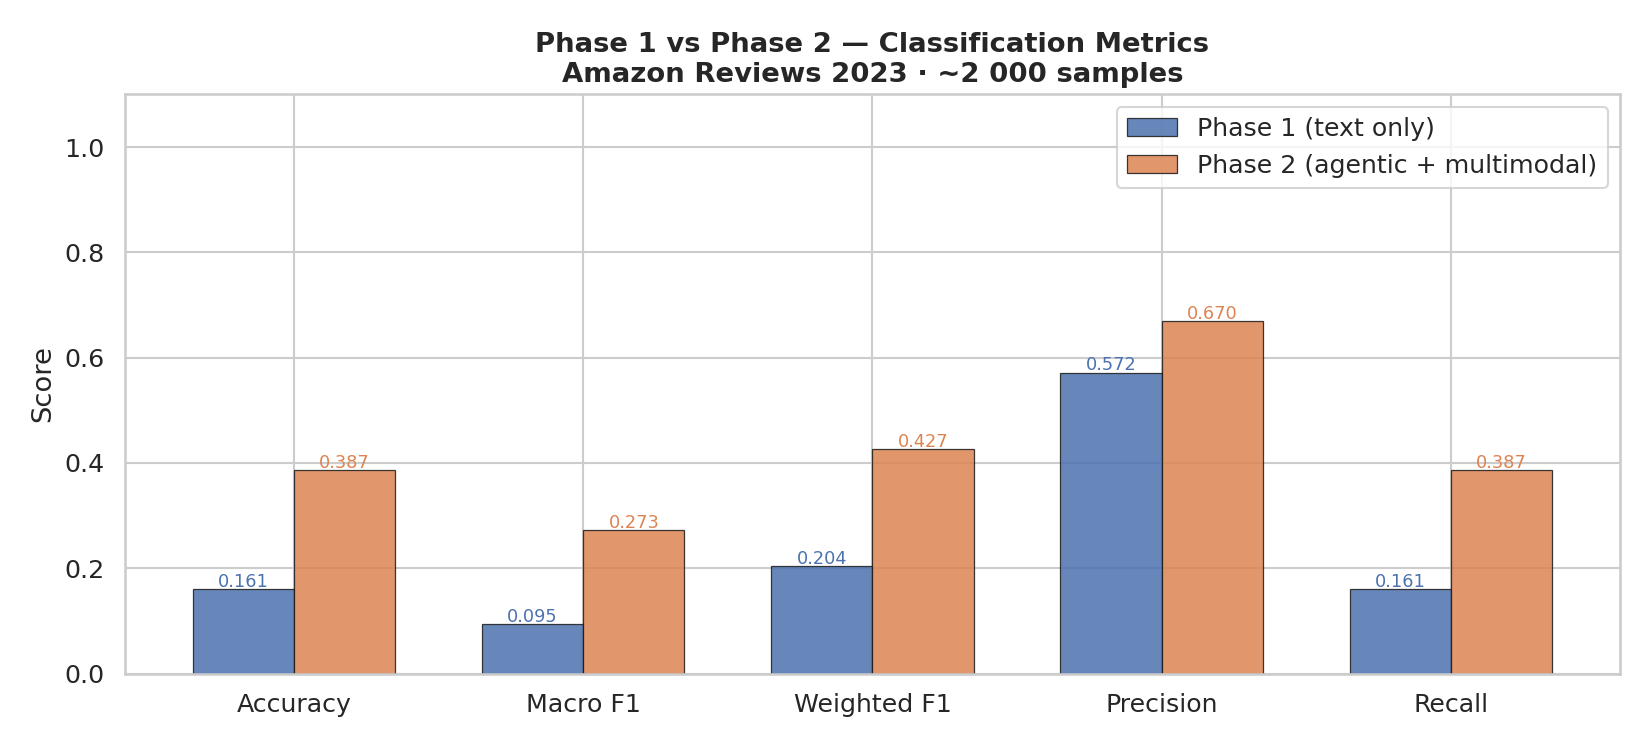 Phase 1 vs Phase 2 — Classification Metrics
Amazon Reviews 2023 · ~2 000 samples
Phase 1 (text only)
Phase 2 (agentic + multimodal)
Score
1.0
0.8
0.6
0.4
0.2
0.0
0.161
0.387
0.095
0.273
0.204
0.427
0.572
0.670
0.161
0.387
Accuracy
Macro F1
Weighted F1
Precision
Recall